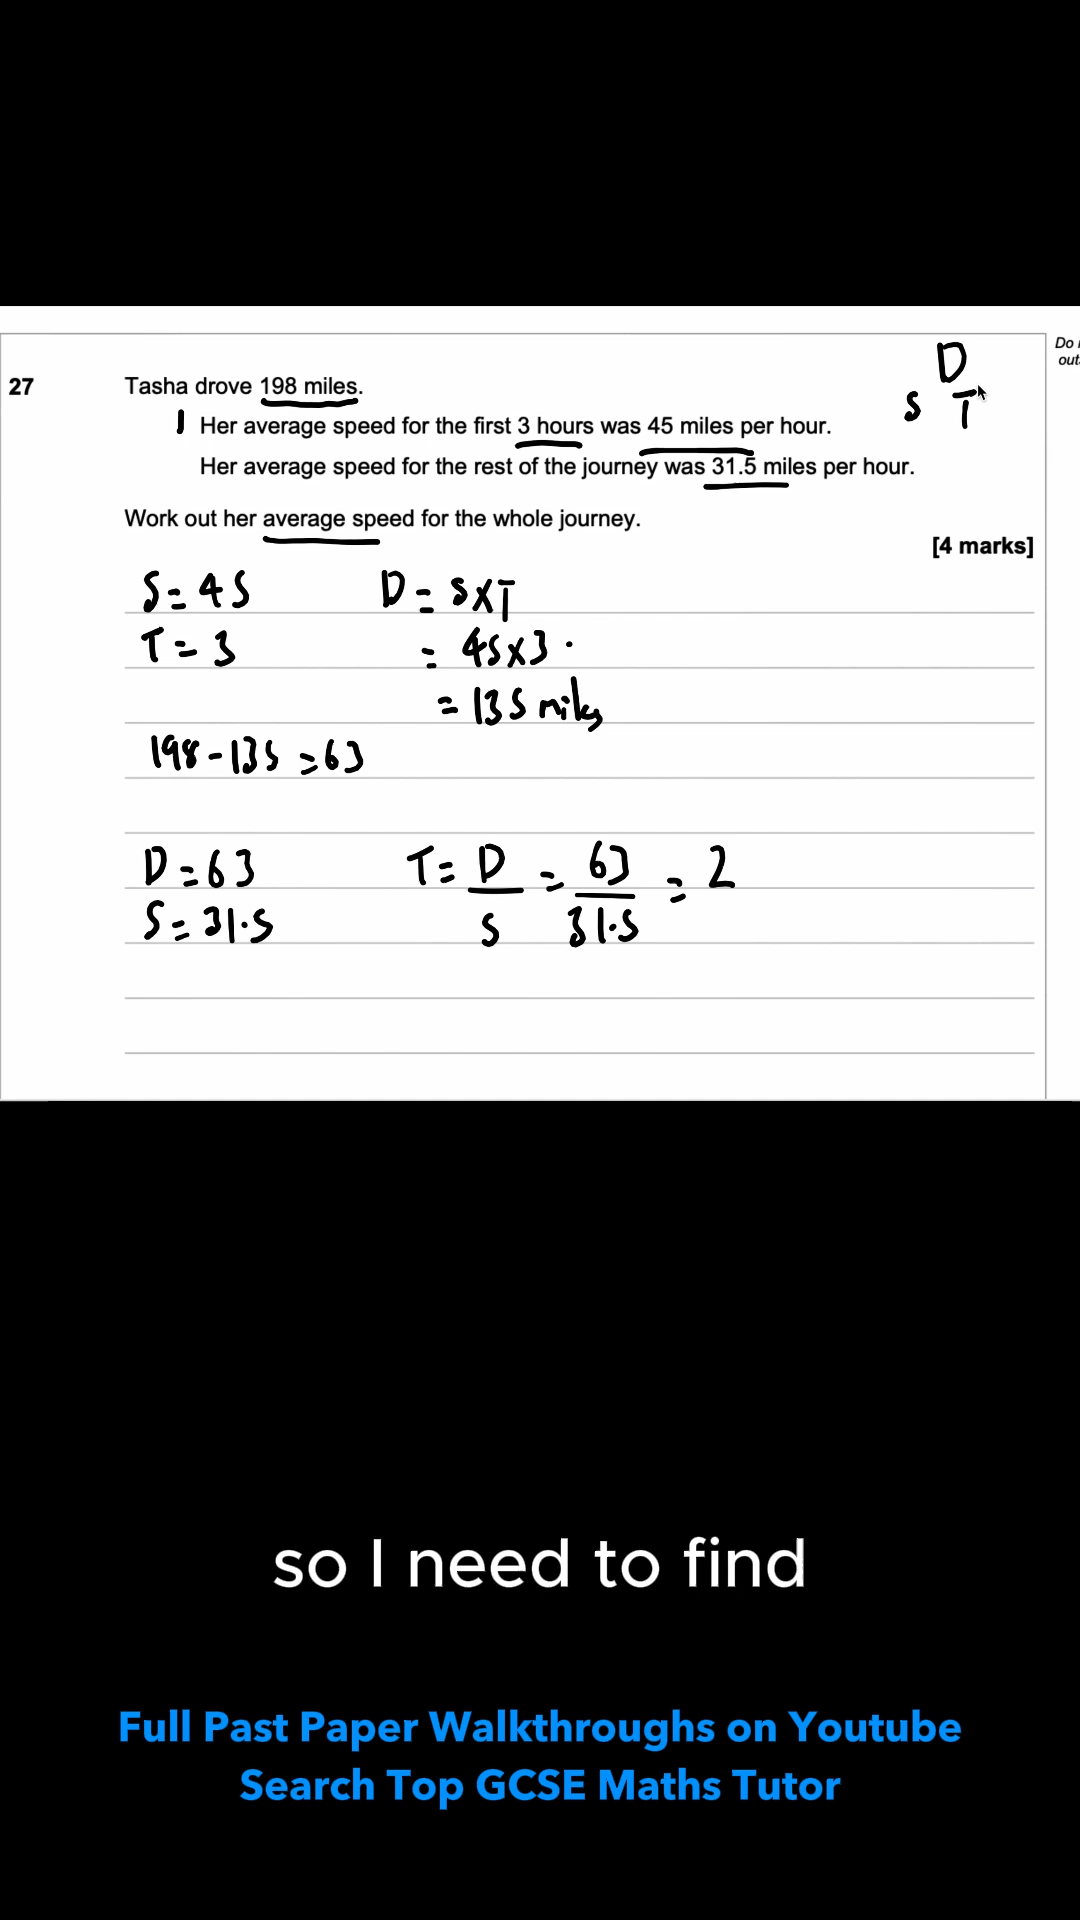 Do
out
27
Tasha drove 198 miles.
D
S T
1 Her average speed for the first 3 hours was 45 miles per hour.
Her average speed for the rest of the journey was 31.5 miles per hour.
Work out her average speed for the whole journey.
[4 marks]
S = 45 D = S X T
T = 3 = 45 x 3 .
= 135 miles
198 - 135 = 63
D = 63 T = D/S = 63/31.5 = 2
S = 31.5
so I need to find
Full Past Paper Walkthroughs on Youtube
Search Top GCSE Maths Tutor